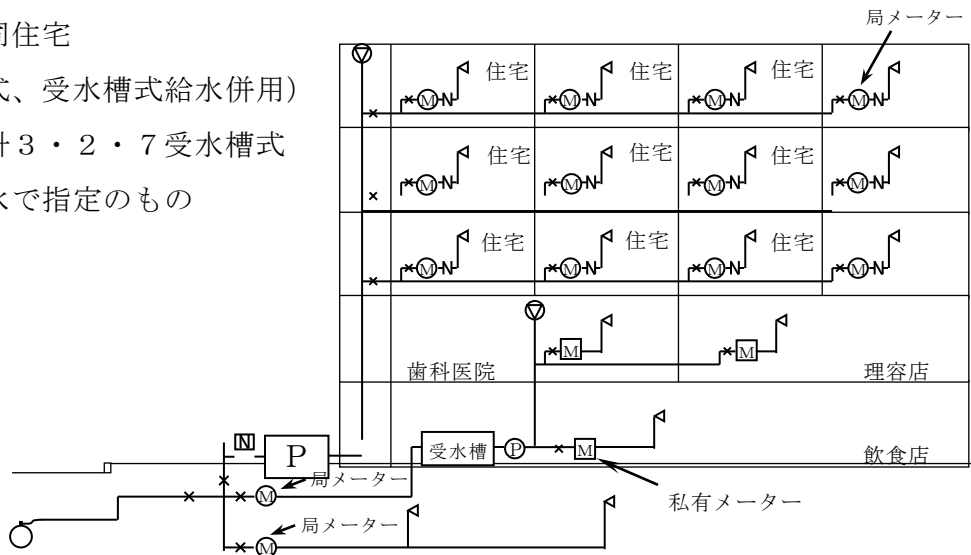 同住宅
式、受水槽式給水併用）
計３・２・７受水槽式
水で指定のもの
局メーター
住宅 住宅 住宅
M N M N M N M N
住宅 住宅 住宅
M N M N M N M N
住宅 住宅 住宅
M N M N M N M N
M M
歯科医院 理容店
N P 受水槽 P M 飲食店
局メーター
M
私有メーター
局メーター
M